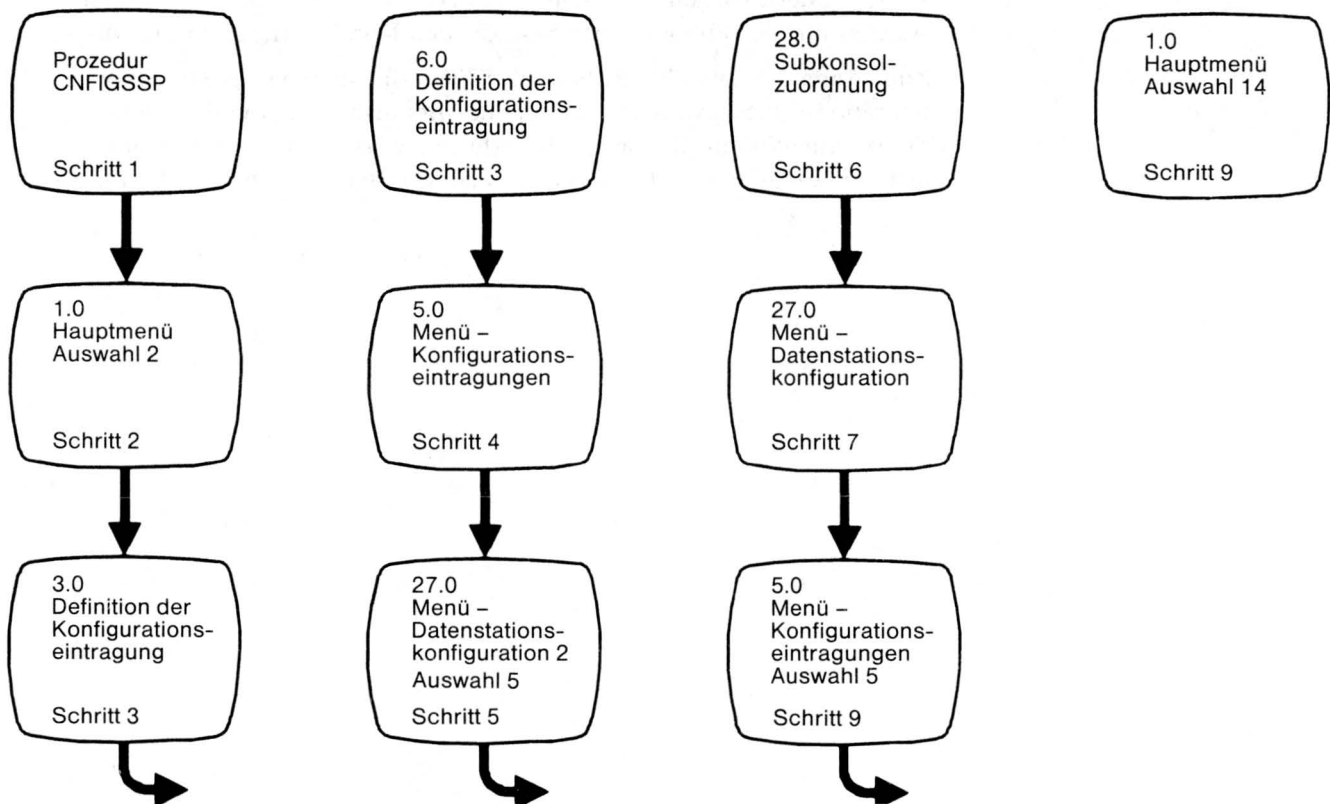 Prozedur
CNFIGSSP
Schritt 1
1.0
Hauptmenü
Auswahl 2
Schritt 2
3.0
Definition der
Konfigurations-
eintragung
Schritt 3
6.0
Definition der
Konfigurations-
eintragung
Schritt 3
5.0
Menü –
Konfigurations-
eintragungen
Schritt 4
27.0
Menü –
Datenstations-
konfiguration 2
Auswahl 5
Schritt 5
28.0
Subkonsol-
zuordnung
Schritt 6
27.0
Menü –
Datenstations-
konfiguration
Schritt 7
5.0
Menü –
Konfigurations-
eintragungen
Auswahl 5
Schritt 9
1.0
Hauptmenü
Auswahl 14
Schritt 9